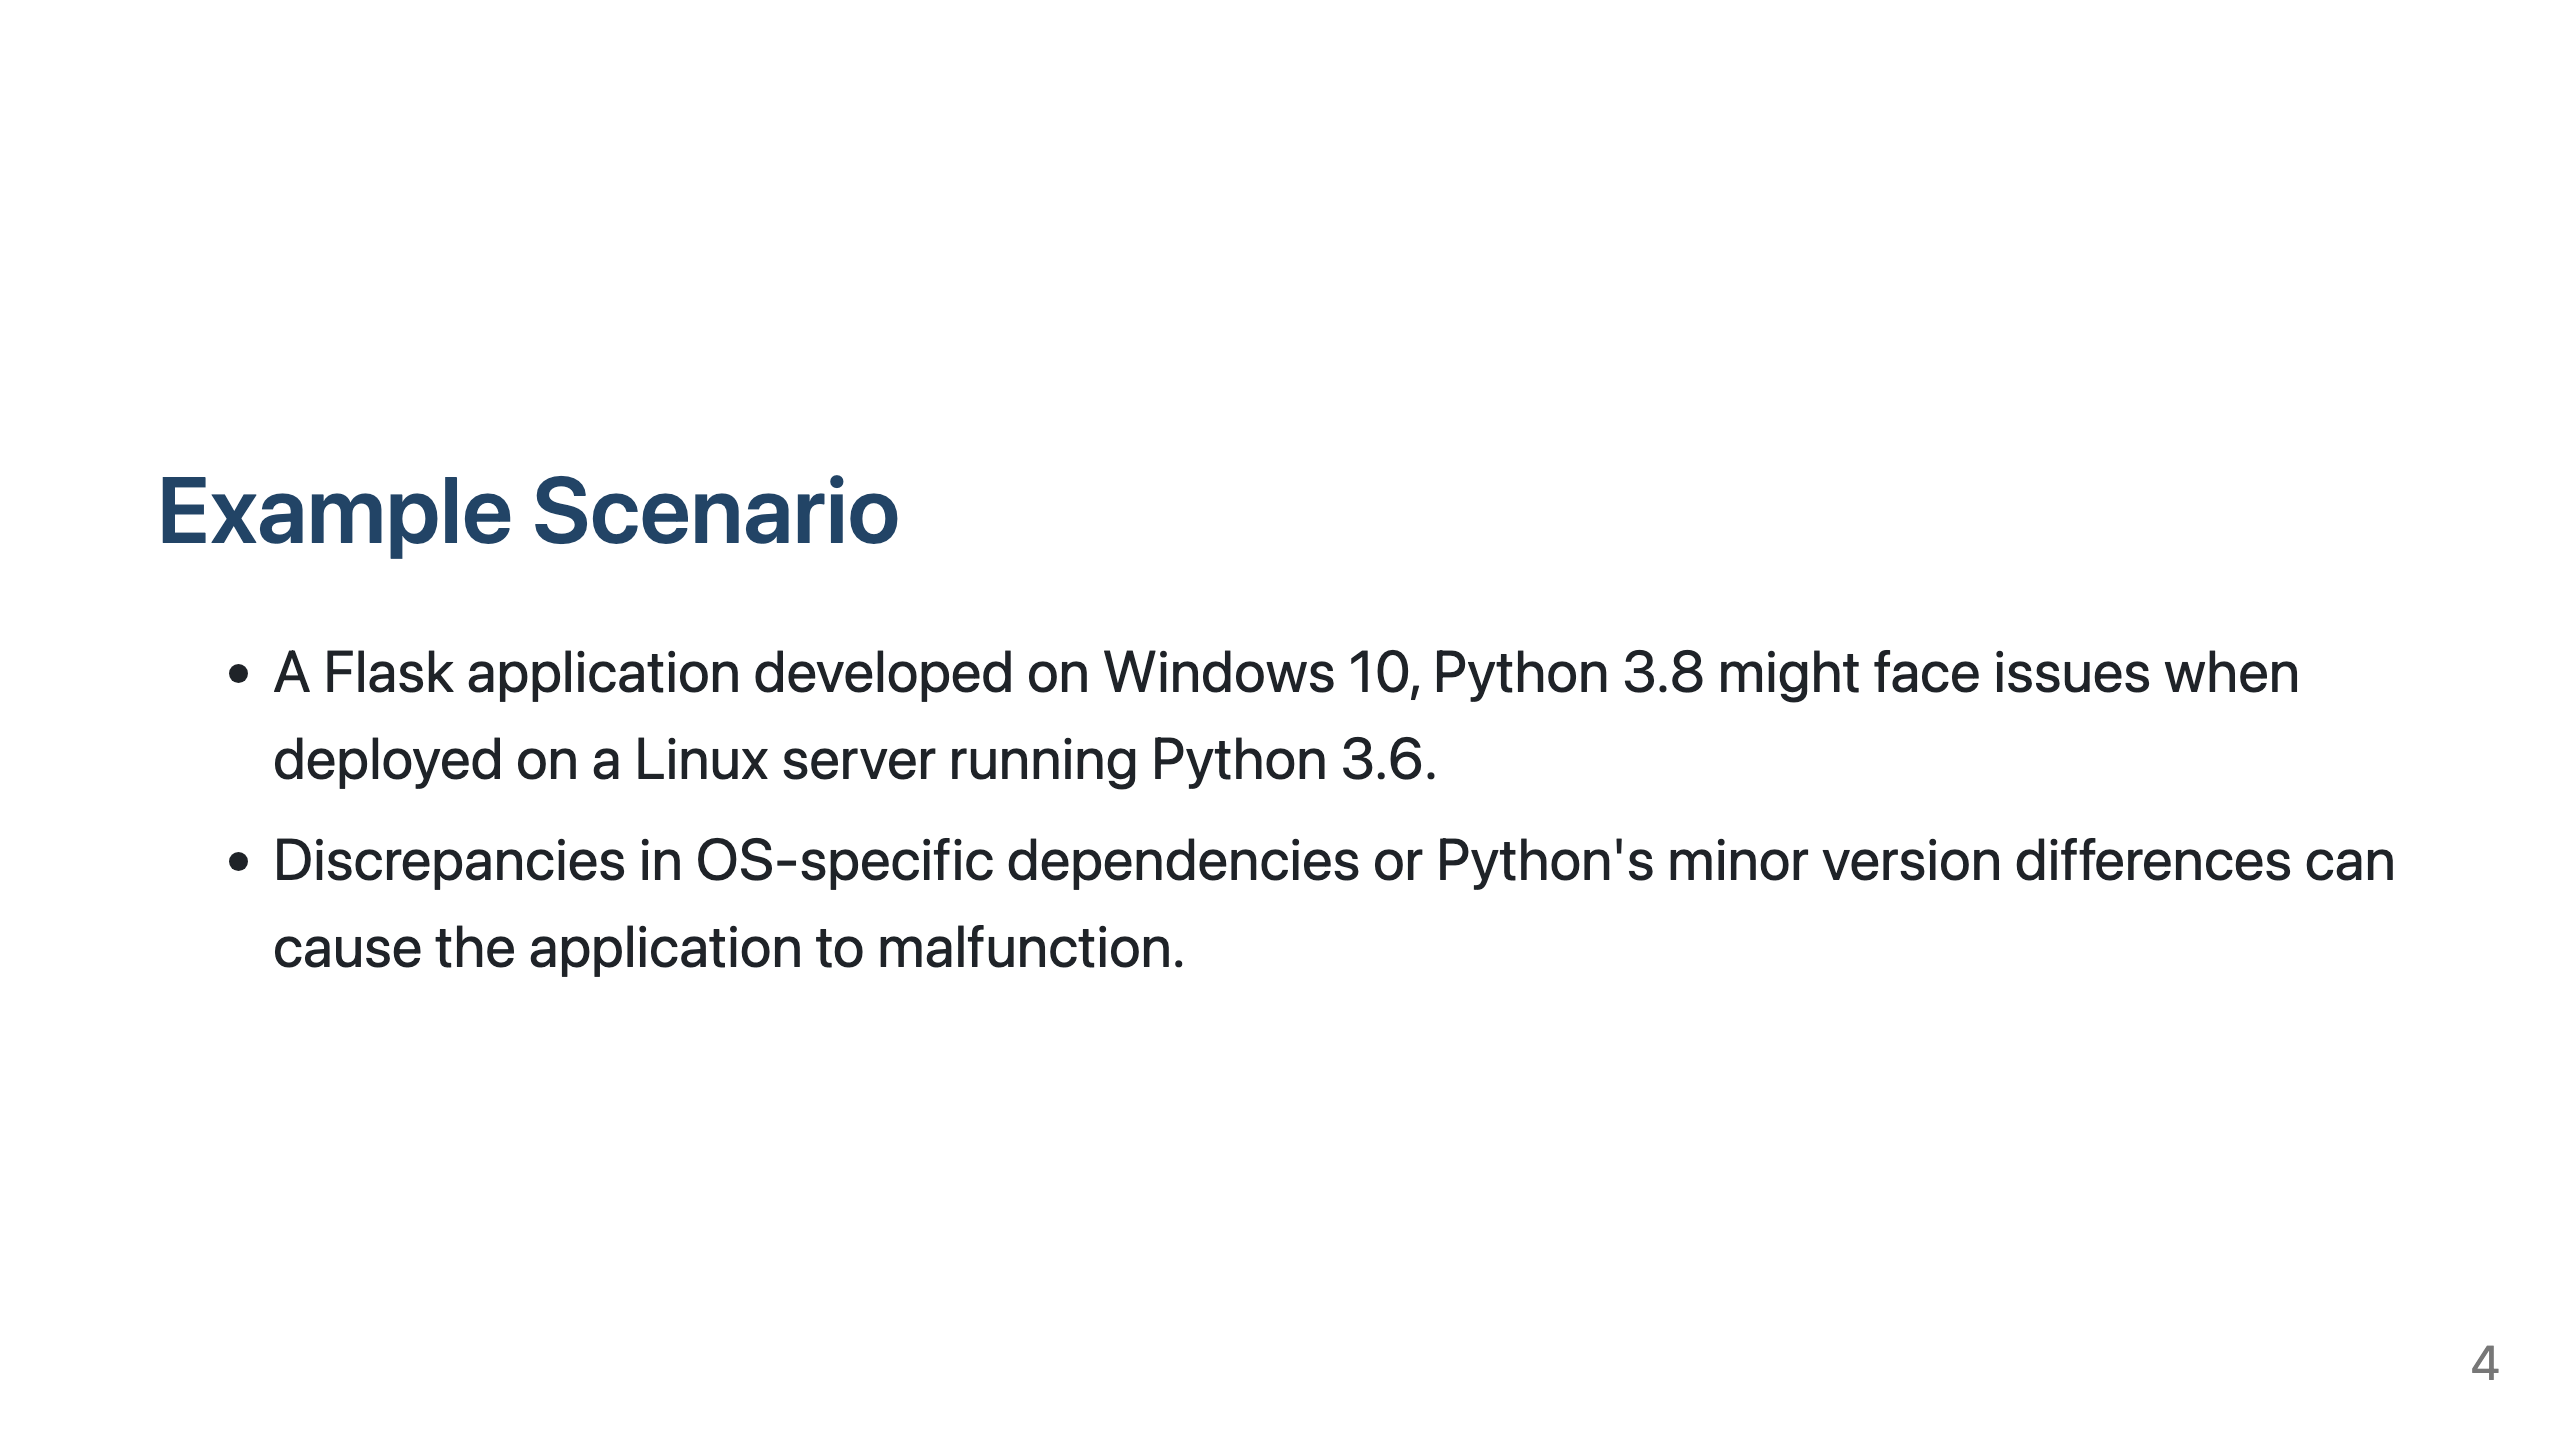 Example Scenario
• A Flask application developed on Windows 10, Python 3.8 might face issues when
deployed on a Linux server running Python 3.6.
• Discrepancies in OS-specific dependencies or Python's minor version differences can
cause the application to malfunction.
4